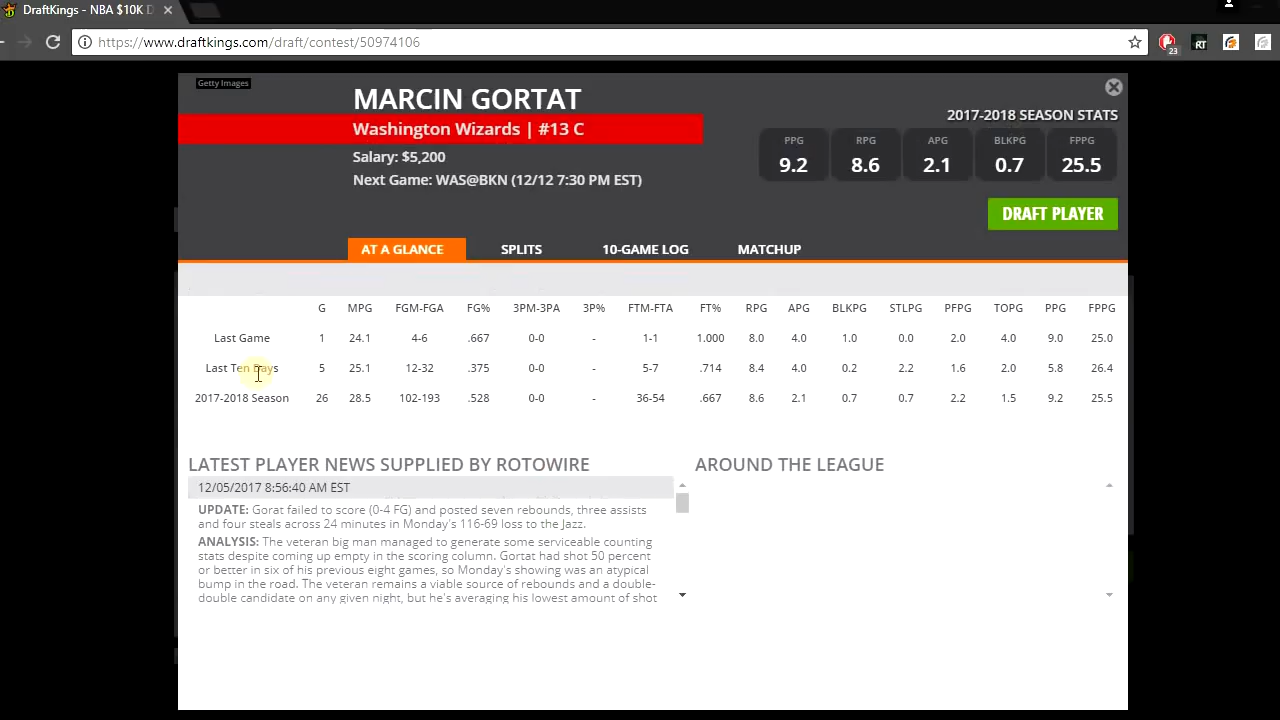 DraftKings - NBA $10K D
https://www.draftkings.com/draft/contest/50974106
23
RT
Getty Images
MARCIN GORTAT
Washington Wizards | #13 C
Salary: $5,200
Next Game: WAS@BKN (12/12 7:30 PM EST)
2017-2018 SEASON STATS
PPG RPG APG BLKPG FPPG
9.2 8.6 2.1 0.7 25.5
DRAFT PLAYER
AT A GLANCE SPLITS 10-GAME LOG MATCHUP
G MPG FGM-FGA FG% 3PM-3PA 3P% FTM-FTA FT% RPG APG BLKPG STLPG PFPG TOPG PPG FPPG
Last Game 1 24.1 4-6 .667 0-0 - 1-1 1.000 8.0 4.0 1.0 0.0 2.0 4.0 9.0 25.0
Last Ten Days 5 25.1 12-32 .375 0-0 - 5-7 .714 8.4 4.0 0.2 2.2 1.6 2.0 5.8 26.4
2017-2018 Season 26 28.5 102-193 .528 0-0 - 36-54 .667 8.6 2.1 0.7 0.7 2.2 1.5 9.2 25.5
LATEST PLAYER NEWS SUPPLIED BY ROTOWIRE
12/05/2017 8:56:40 AM EST
UPDATE: Gorat failed to score (0-4 FG) and posted seven rebounds, three assists
and four steals across 24 minutes in Monday's 116-69 loss to the Jazz.
ANALYSIS: The veteran big man managed to generate some serviceable counting
stats despite coming up empty in the scoring column. Gortat had shot 50 percent
or better in six of his previous eight games, so Monday's showing was an atypical
bump in the road. The veteran remains a viable source of rebounds and a double-
double candidate on any given night, but he's averaging his lowest amount of shot
AROUND THE LEAGUE